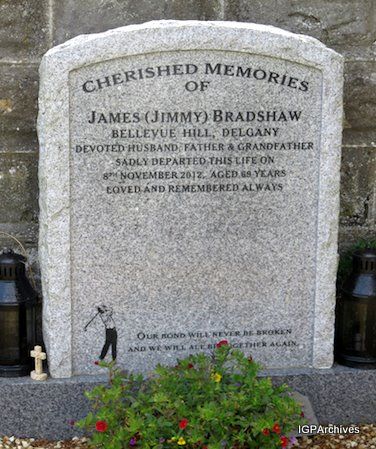 CHERISHED MEMORIES
OF
JAMES (JIMMY) BRADSHAW
BELLEVUE HILL, DELGANY
DEVOTED HUSBAND, FATHER & GRANDFATHER
SADLY DEPARTED THIS LIFE ON
8TH NOVEMBER 2012, AGED 69 YEARS
LOVED AND REMEMBERED ALWAYS
OUR BOND WILL NEVER BE BROKEN
AND WE WILL ALL BE TOGETHER AGAIN.
IGPArchives